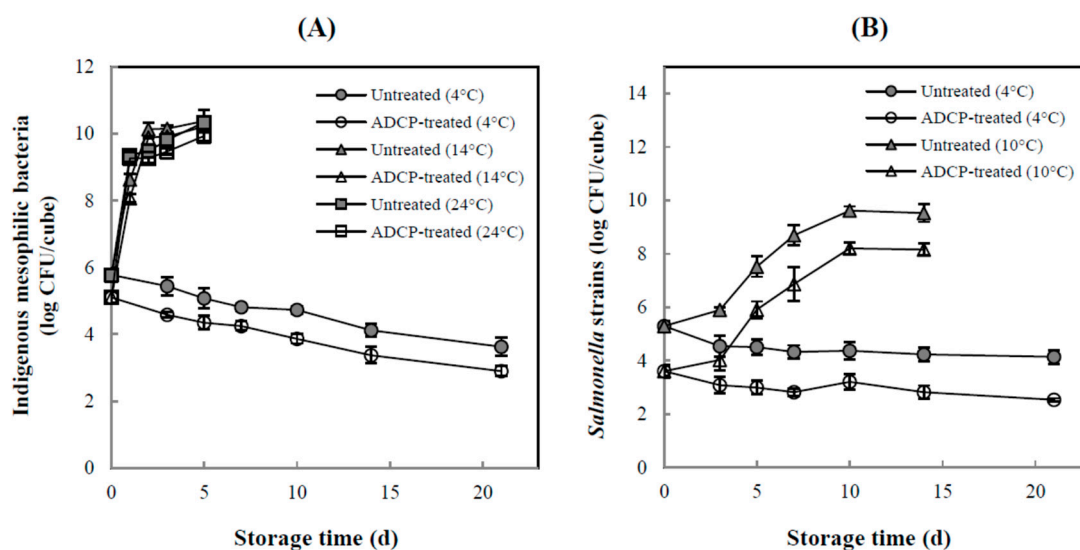 (A)
Indigenous mesophilic bacteria
(log CFU/cube)
12
10
8
6
4
2
0
Untreated (4°C)
ADCP-treated (4°C)
Untreated (14°C)
ADCP-treated (14°C)
Untreated (24°C)
ADCP-treated (24°C)
0
5
10
15
20
Storage time (d)
(B)
Salmonella strains (log CFU/cube)
14
12
10
8
6
4
2
0
Untreated (4°C)
ADCP-treated (4°C)
Untreated (10°C)
ADCP-treated (10°C)
0
5
10
15
20
Storage time (d)